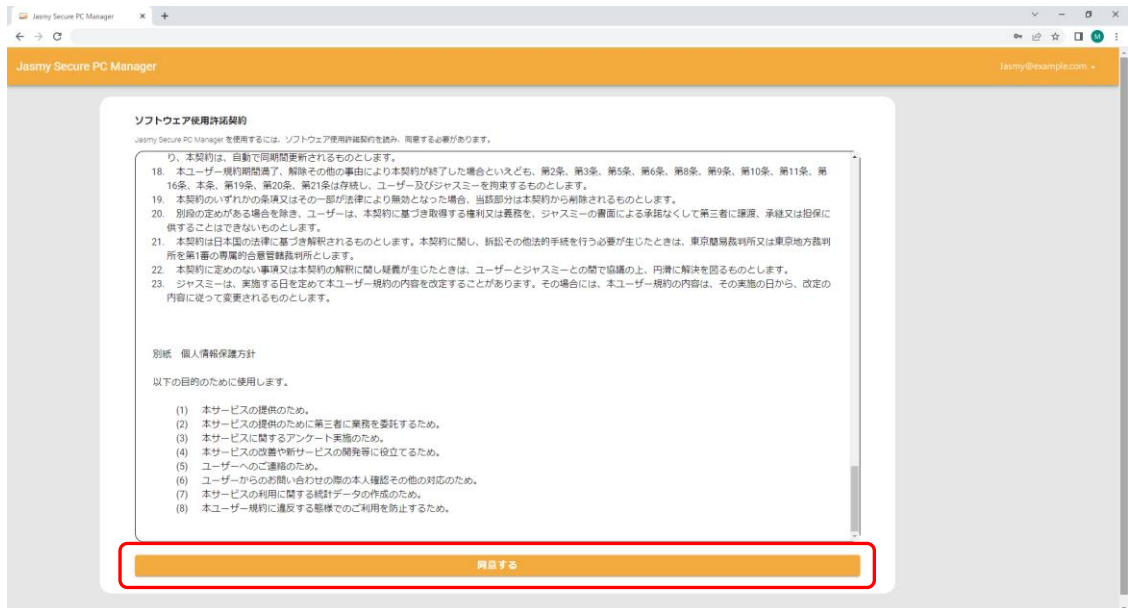 Jasmy Secure PC Manager
Jasmy Secure PC Manager
Jasmy@example.com
ソフトウェア使用許諾契約
Jasmy Secure PC Manager を使用するには、ソフトウェア使用許諾契約を読み、同意する必要があります。
り、本契約は、自動で同期間更新されるものとします。
18. 本ユーザー規約期間満了、解除その他の事由により本契約が終了した場合といえども、第2条、第3条、第5条、第6条、第8条、第9条、第10条、第11条、第
16条、本条、第19条、第20条、第21条は存続し、ユーザー及びジャスミーを拘束するものとします。
19. 本契約のいずれかの条項又はその一部が法律により無効となった場合、当該部分は本契約から削除されるものとします。
20. 別段の定めがある場合を除き、ユーザーは、本契約に基づき取得する権利又は義務を、ジャスミーの書面による承諾なくして第三者に譲渡、承継又は担保に
供することはできないものとします。
21. 本契約は日本国の法律に基づき解釈されるものとします。本契約に関し、訴訟その他法的手続を行う必要が生じたときは、東京簡易裁判所又は東京地方裁判
所を第1審の専属的合意管轄裁判所とします。
22. 本契約に定めのない事項又は本契約の解釈に関し疑義が生じたときは、ユーザーとジャスミーとの間で協議の上、円滑に解決を図るものとします。
23. ジャスミーは、実施する日を定めて本ユーザー規約の内容を改定することがあります。その場合には、本ユーザー規約の内容は、その実施の日から、改定の
内容に従って変更されるものとします。
別紙 個人情報保護方針
以下の目的のために使用します。
(1) 本サービスの提供のため。
(2) 本サービスの提供のために第三者に業務を委託するため。
(3) 本サービスに関するアンケート実施のため。
(4) 本サービスの改善や新サービスの開発等に役立てるため。
(5) ユーザーへのご連絡のため。
(6) ユーザーからのお問い合わせの際の本人確認その他の対応のため。
(7) 本サービスの利用に関する統計データの作成のため。
(8) 本ユーザー規約に違反する態様でのご利用を防止するため。
同意する